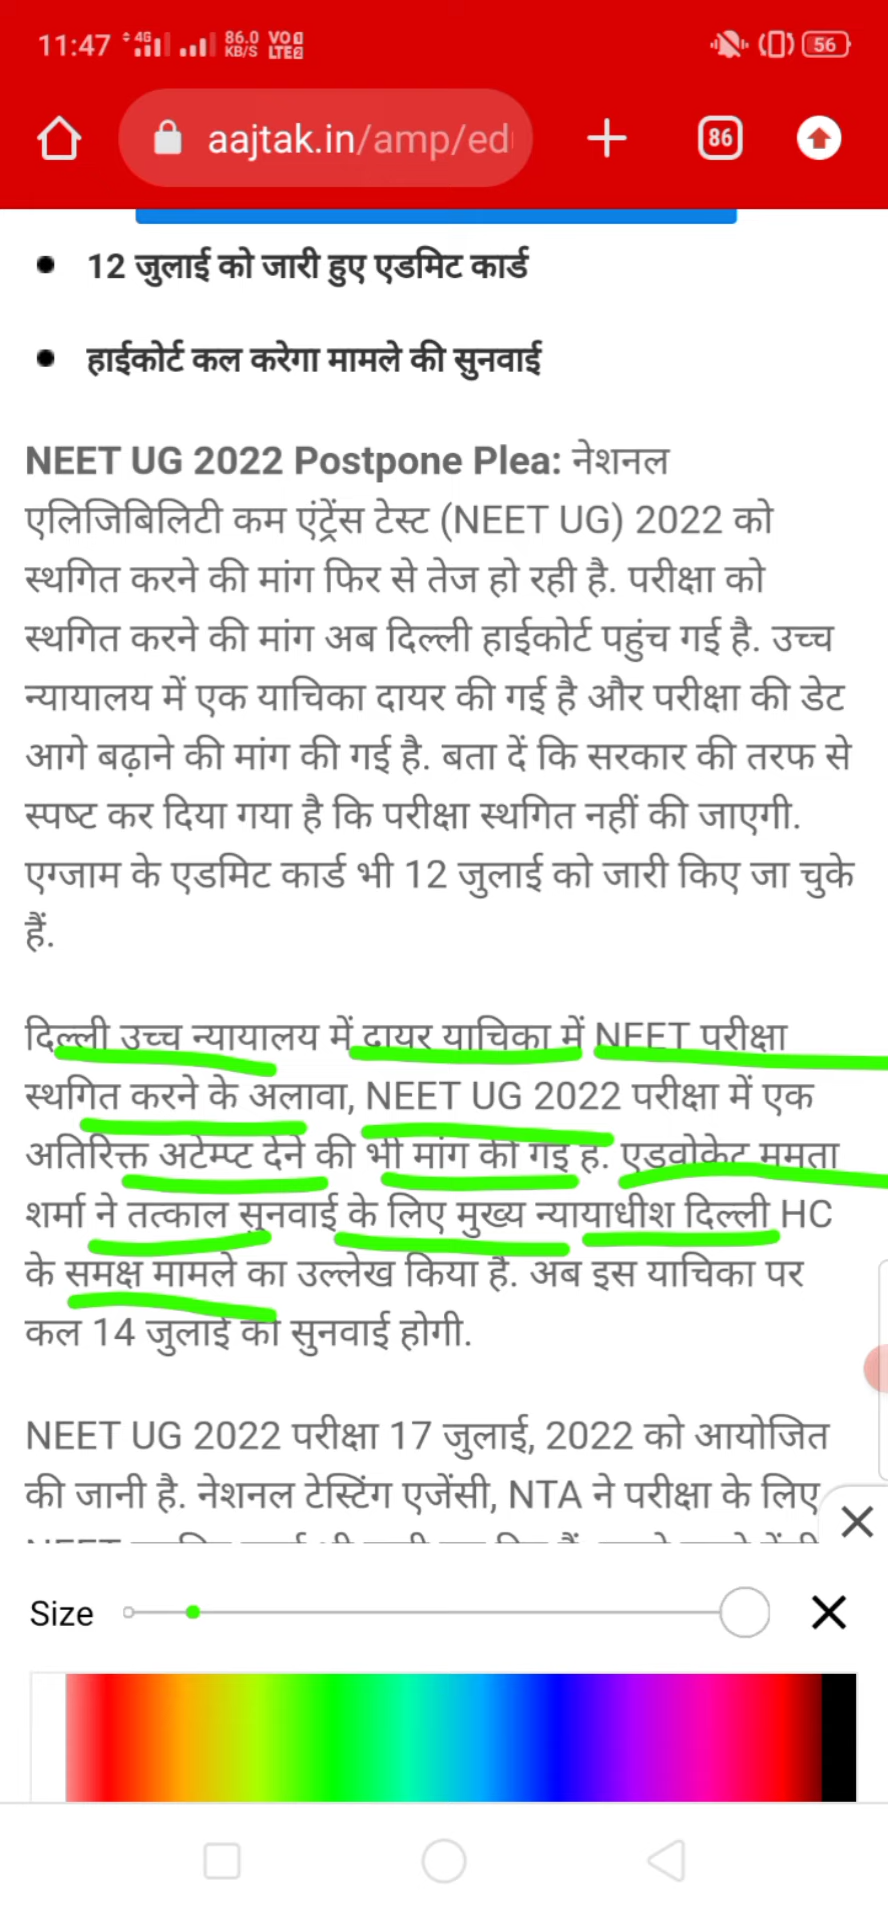 11:47 4G 86.0 KB/S VO LTE2 56
aajtak.in/amp/ed 86
12 जुलाई को जारी हुए एडमिट कार्ड
हाईकोर्ट कल करेगा मामले की सुनवाई
NEET UG 2022 Postpone Plea: नेशनल
एलिजिबिलिटी कम एंट्रेंस टेस्ट (NEET UG) 2022 को
स्थगित करने की मांग फिर से तेज हो रही है. परीक्षा को
स्थगित करने की मांग अब दिल्ली हाईकोर्ट पहुंच गई है. उच्च
न्यायालय में एक याचिका दायर की गई है और परीक्षा की डेट
आगे बढ़ाने की मांग की गई है. बता दें कि सरकार की तरफ से
स्पष्ट कर दिया गया है कि परीक्षा स्थगित नहीं की जाएगी.
एग्जाम के एडमिट कार्ड भी 12 जुलाई को जारी किए जा चुके
हैं.
दिल्ली उच्च न्यायालय में दायर याचिका में NEET परीक्षा
स्थगित करने के अलावा, NEET UG 2022 परीक्षा में एक
अतिरिक्त अटेम्प्ट देने की भी मांग की गई है. एडवोकेट ममता
शर्मा ने तत्काल सुनवाई के लिए मुख्य न्यायाधीश दिल्ली HC
के समक्ष मामले का उल्लेख किया है. अब इस याचिका पर
कल 14 जुलाई को सुनवाई होगी.
NEET UG 2022 परीक्षा 17 जुलाई, 2022 को आयोजित
की जानी है. नेशनल टेस्टिंग एजेंसी, NTA ने परीक्षा के लिए
Size